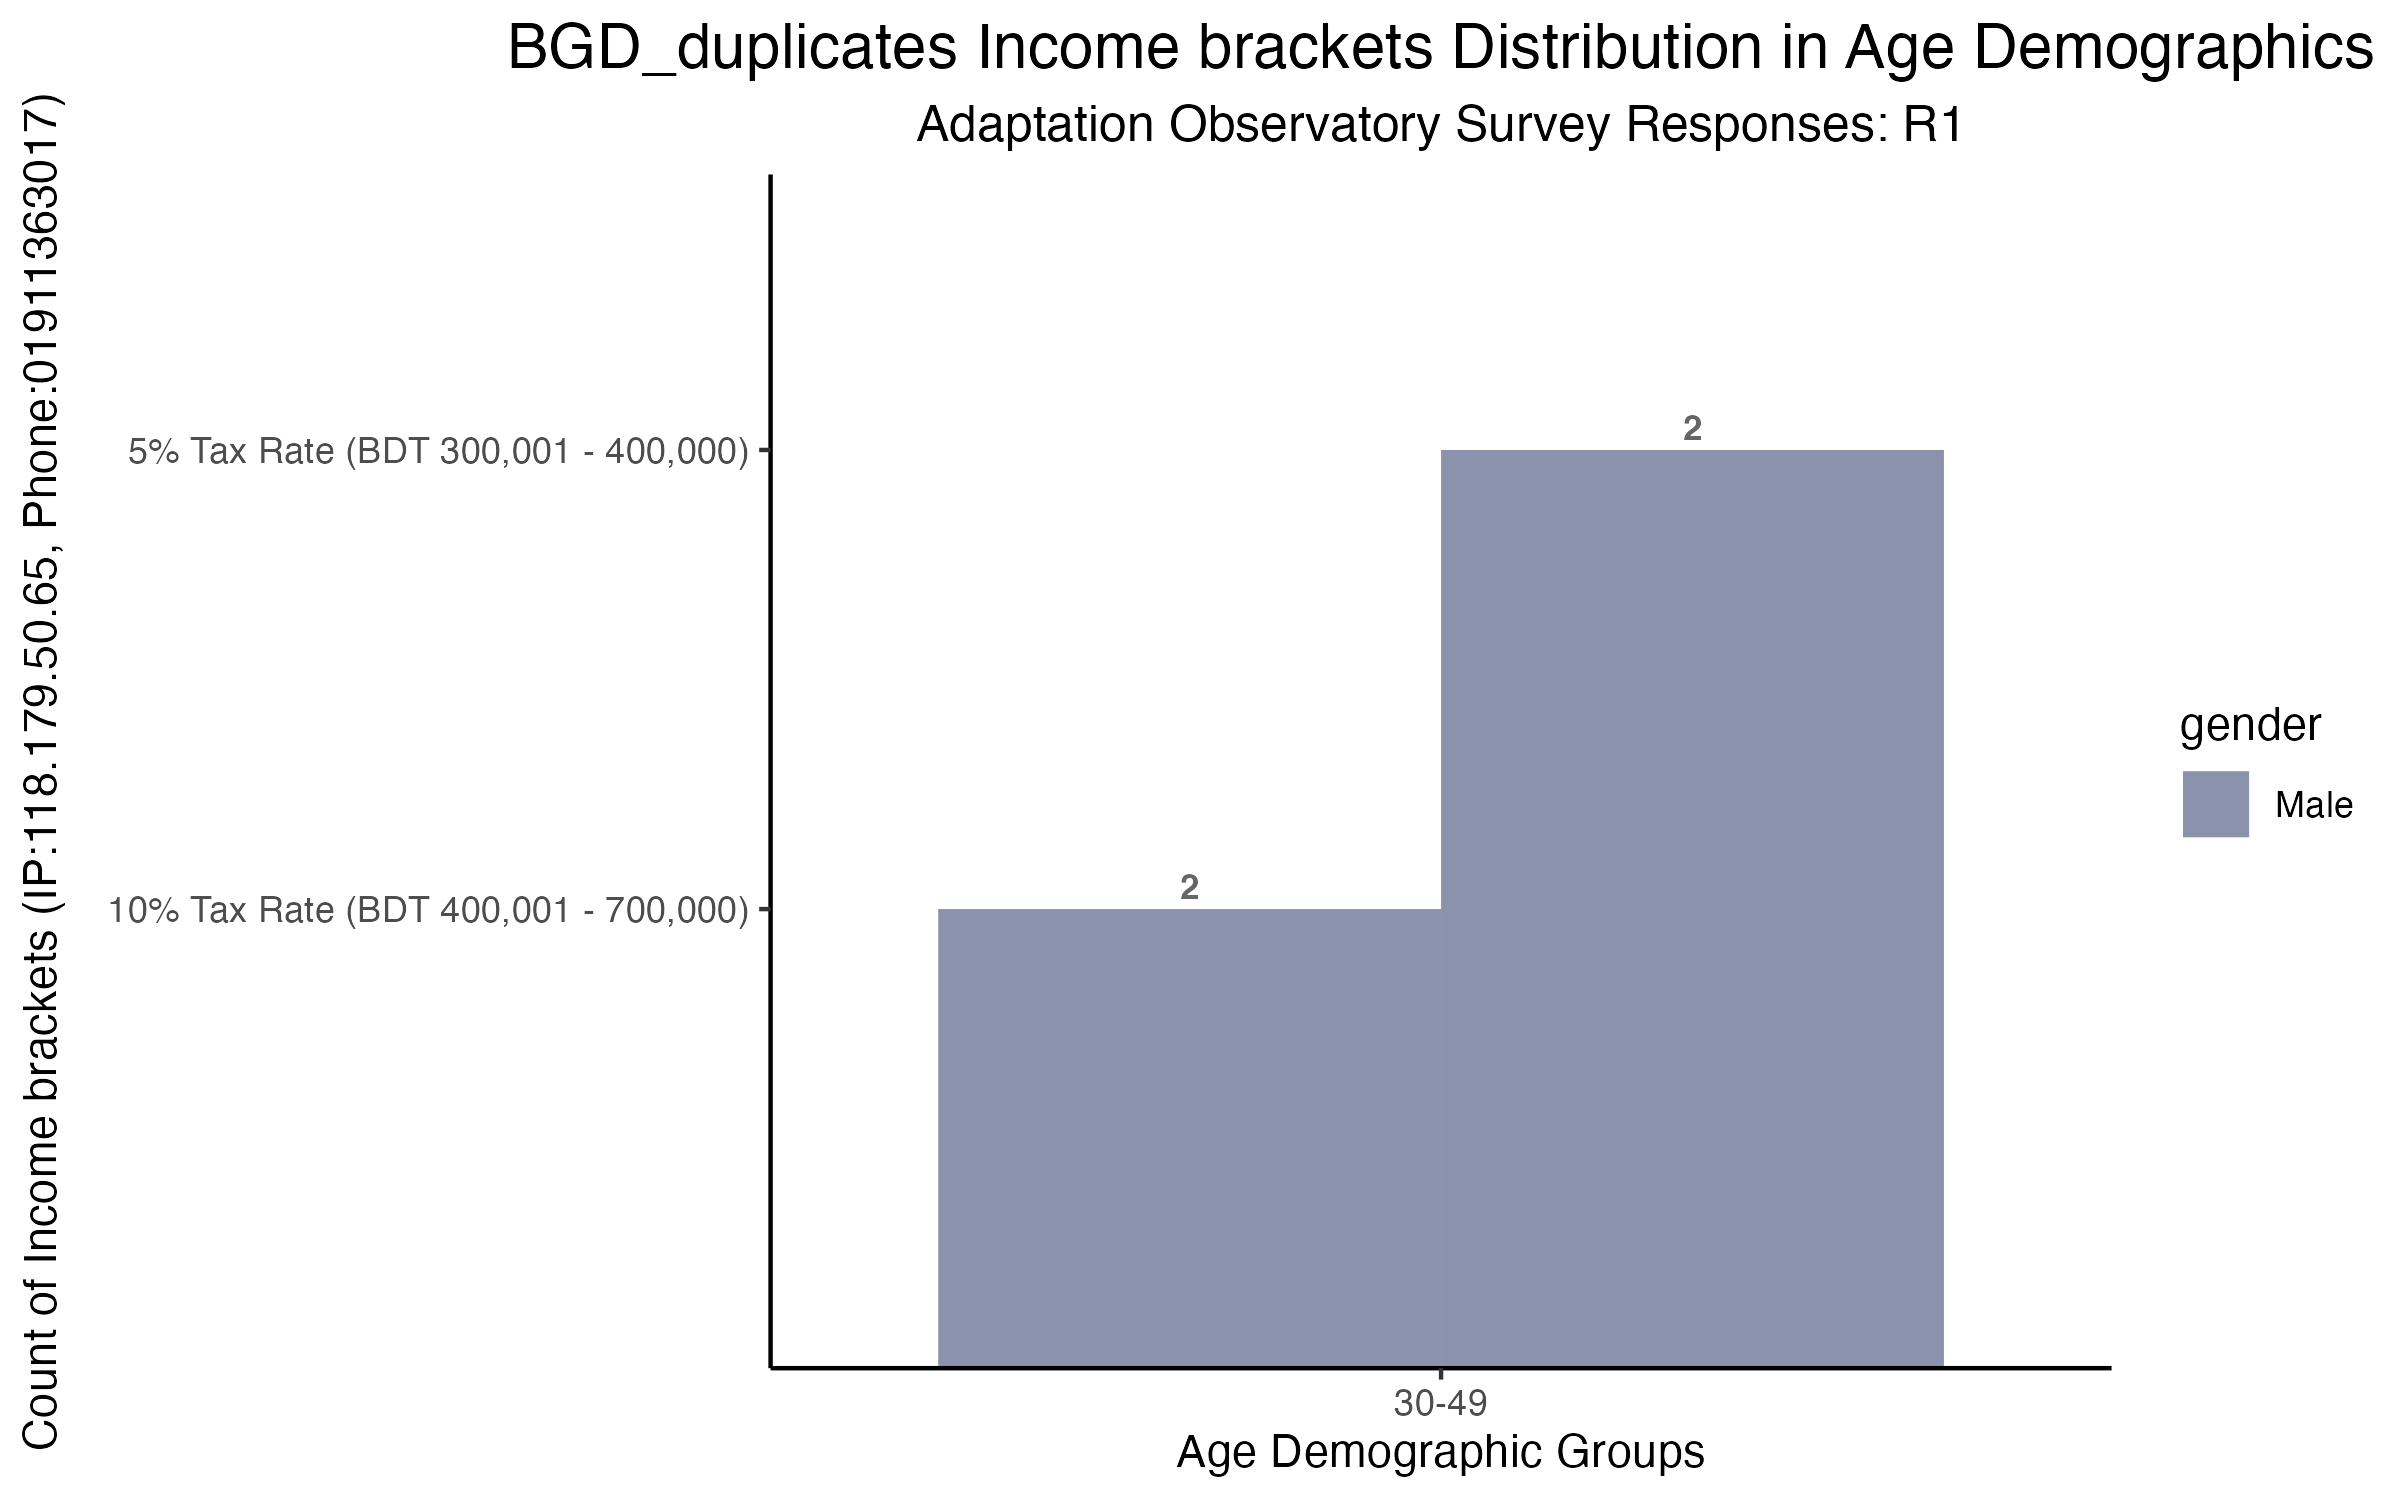 BGD_duplicates Income brackets Distribution in Age Demographics
Adaptation Observatory Survey Responses: R1
Count of Income brackets (IP:118.179.50.65, Phone:01911363017)
5% Tax Rate (BDT 300,001 - 400,000)
10% Tax Rate (BDT 400,001 - 700,000)
2
2
30-49
Age Demographic Groups
gender
Male